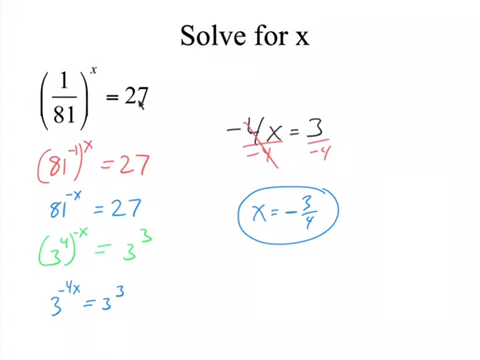 Solve for x
(1/81)^x = 27
(81^-1)^x = 27
81^-x = 27
(3^4)^-x = 3^3
3^-4x = 3^3
-4x = 3
-4 -4
x = -3/4